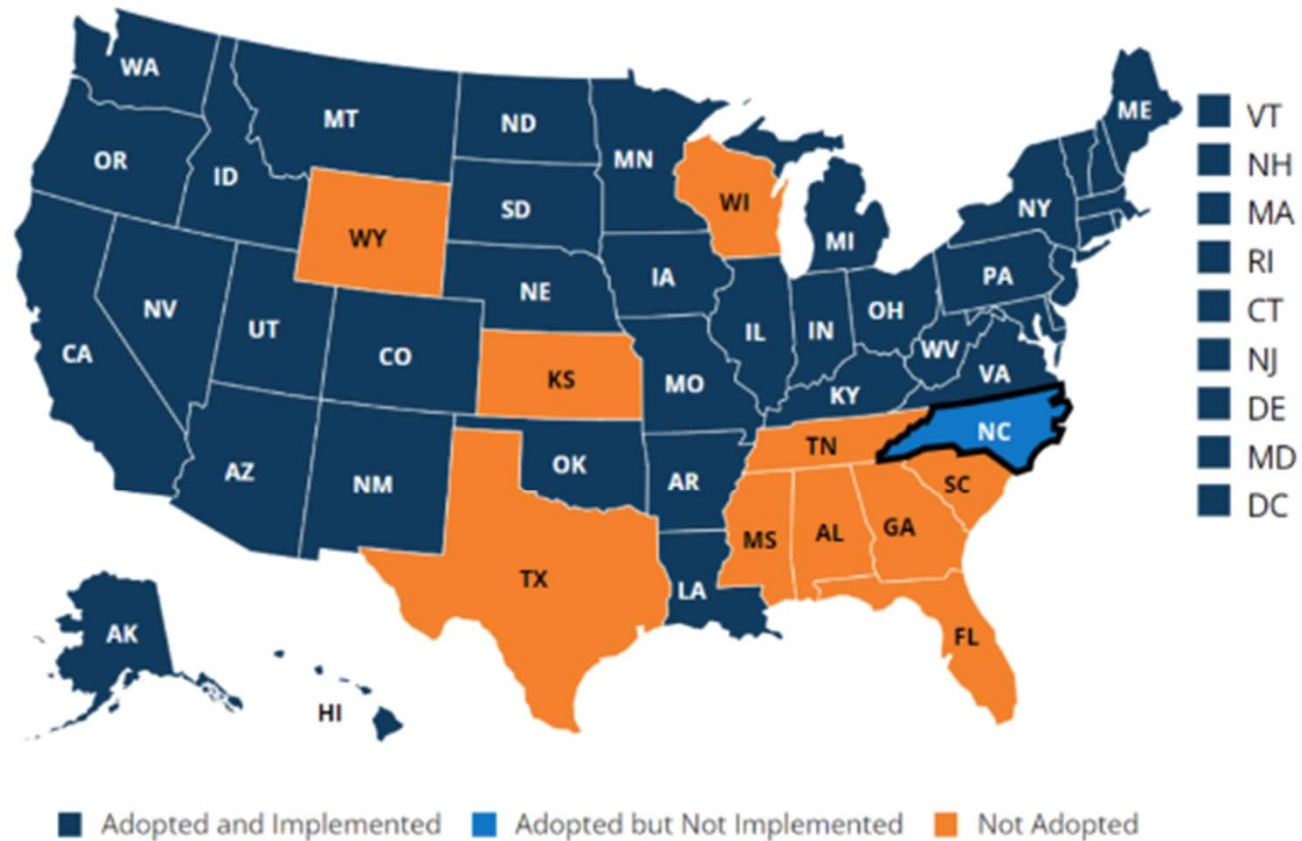 WA
MT
ND
MN
ME
VT
OR
ID
NH
SD
WI
NY
MA
WY
MI
RI
IA
PA
NE
NV
OH
CT
UT
IL
IN
WV
NJ
CA
CO
VA
KS
MO
KY
DE
NC
TN
MD
AZ
OK
AR
NM
SC
DC
MS
AL
GA
TX
LA
AK
FL
HI
Adopted and Implemented Adopted but Not Implemented Not Adopted